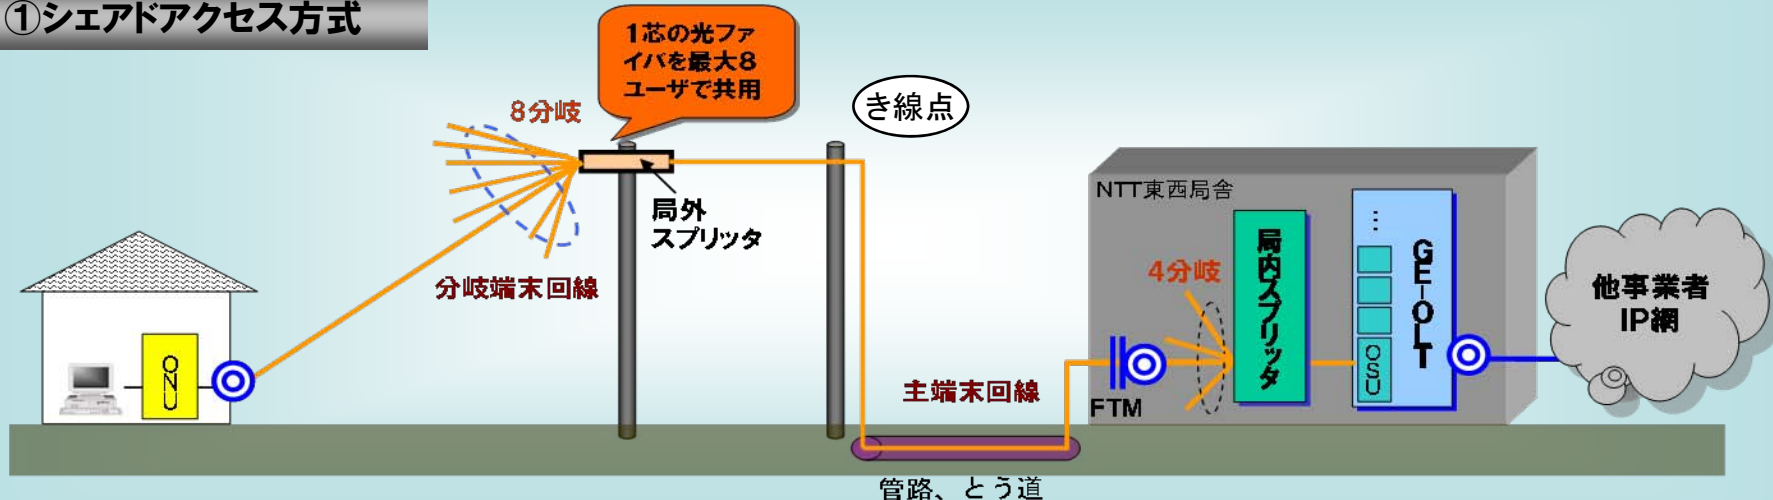 ①シェアドアクセス方式
1芯の光ファ
イバを最大8
ユーザで共用
8分岐
き線点
局外
スプリッタ
分岐端末回線
ONU
主端末回線
管路、とう道
NTT東西局舎
4分岐
FTM
局内スプリッタ
…
OSU
GE-OLT
他事業者
IP網